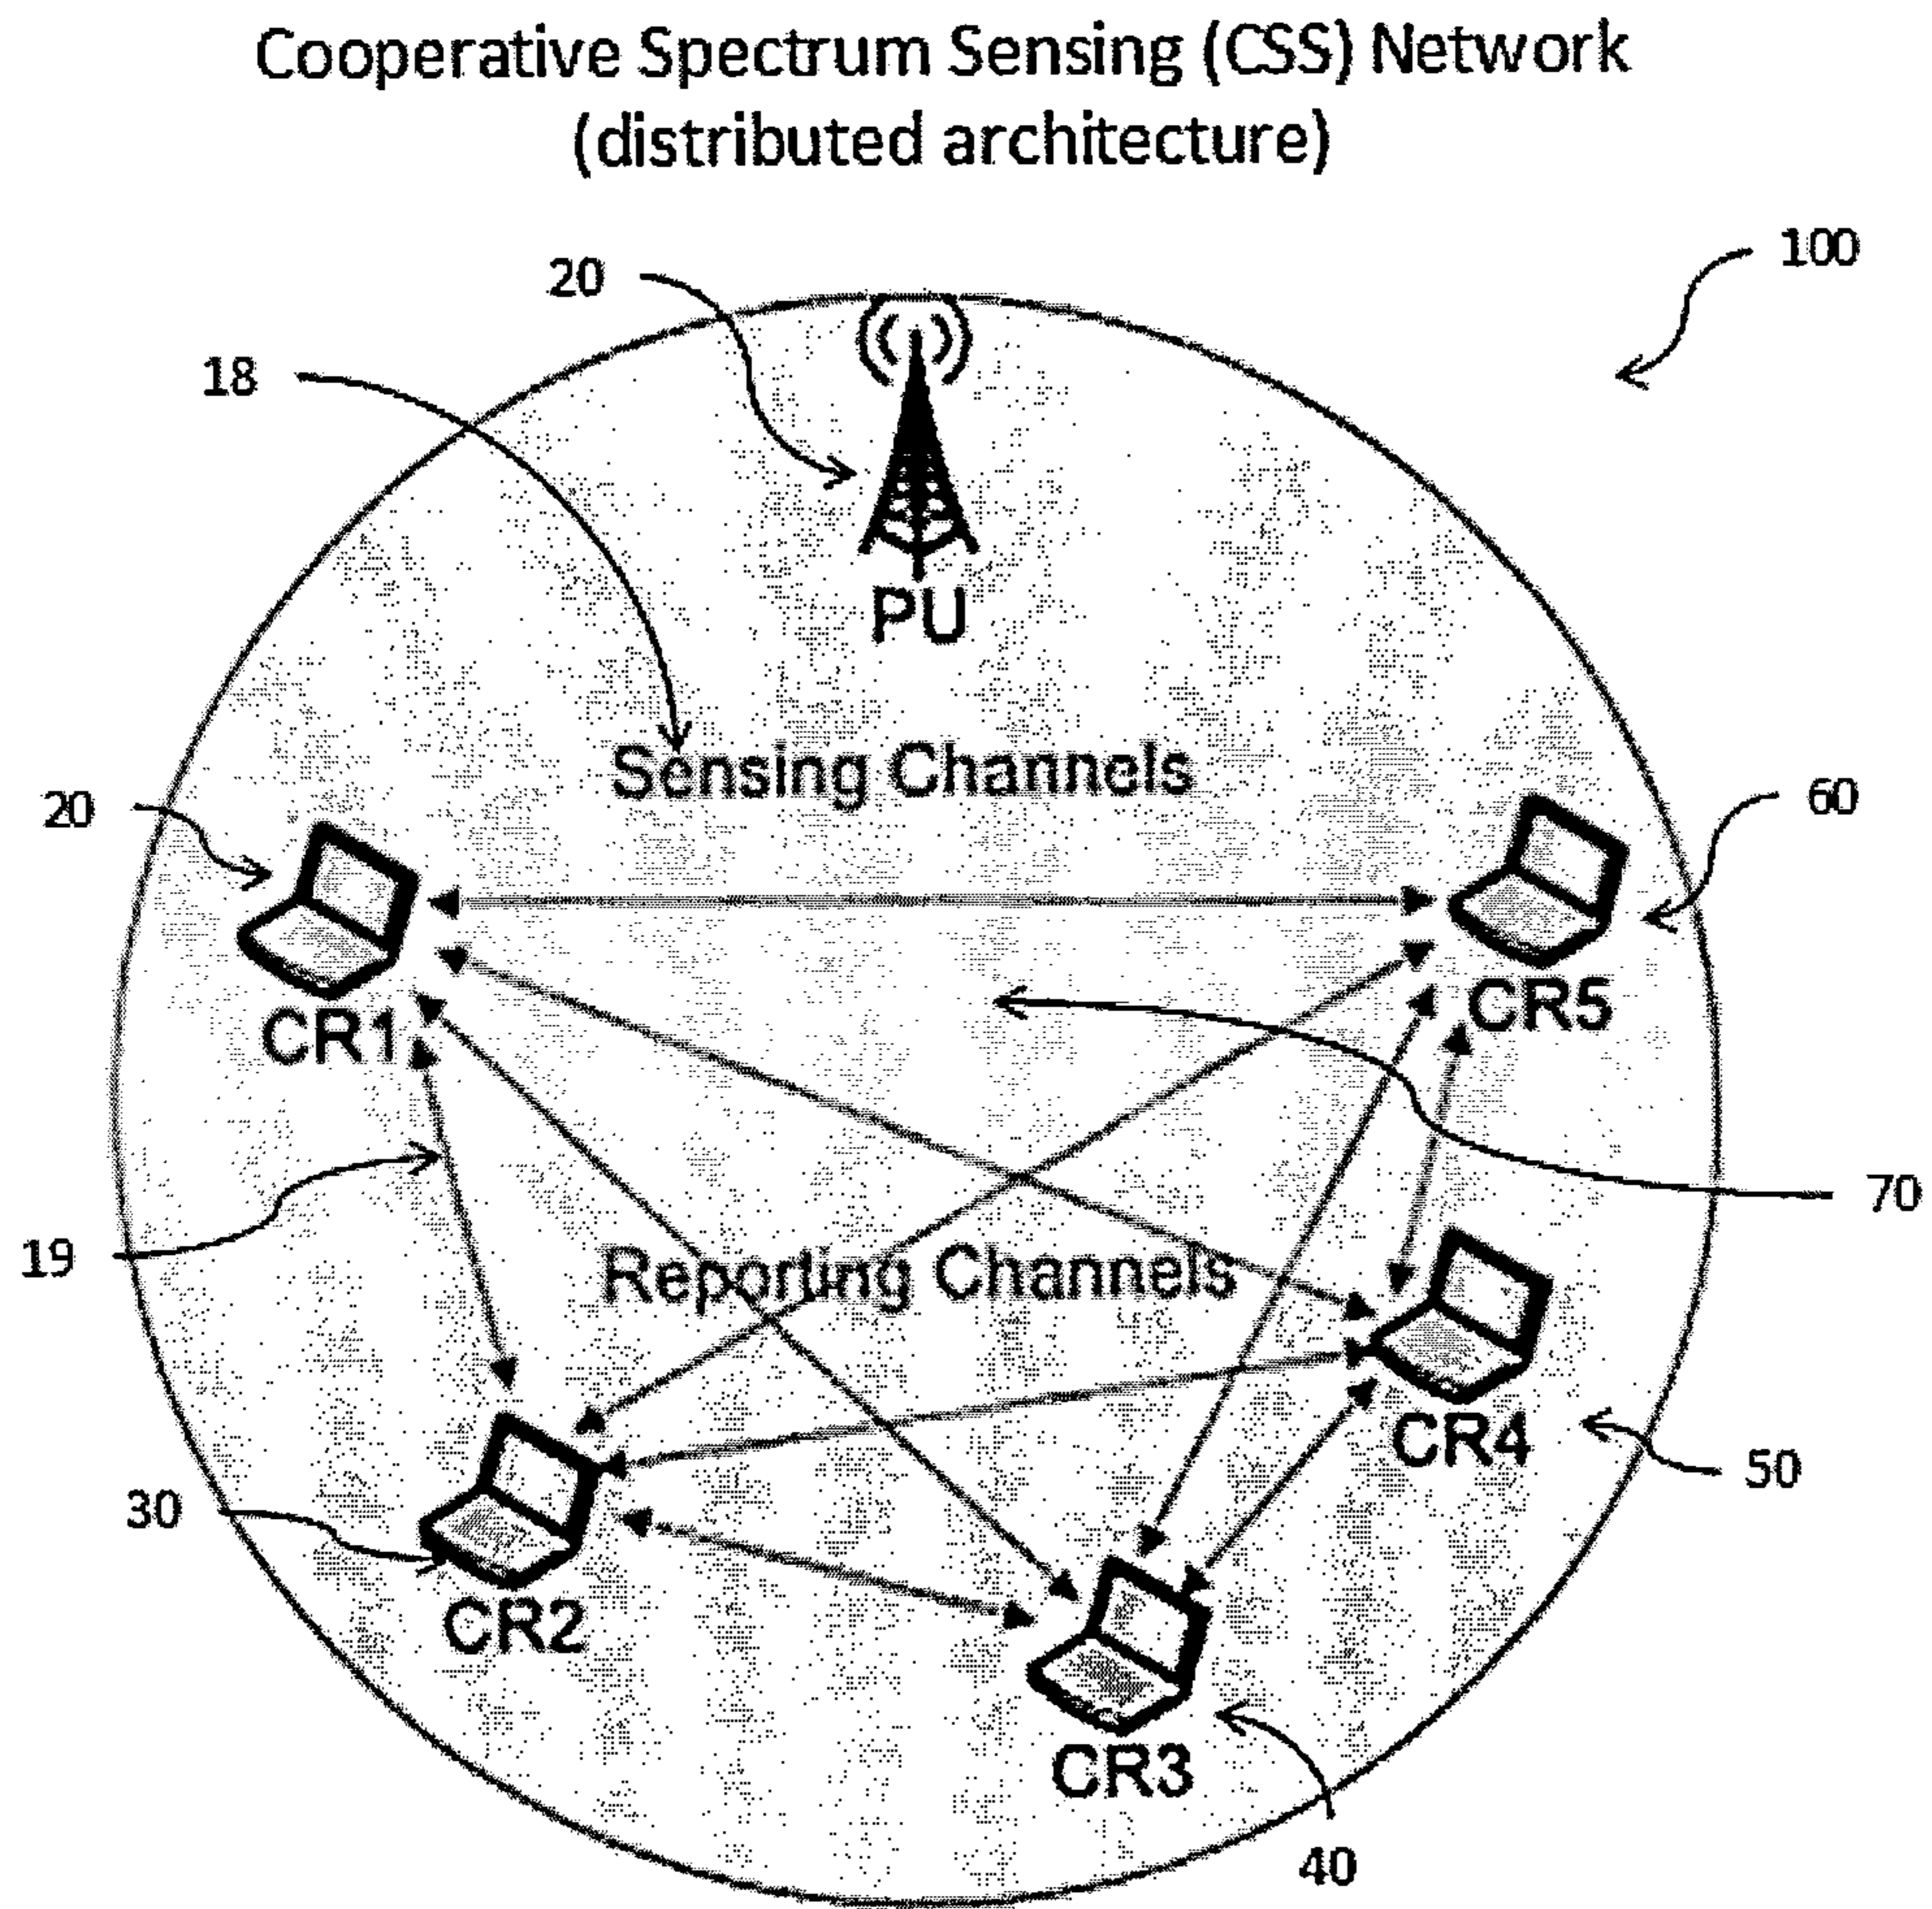 Cooperative Spectrum Sensing (CSS) Network
(distributed architecture)
100
20
18
PU
Sensing Channels
20
60
CR1
CR5
70
19
Reporting Channels
CR4
50
30
CR2
CR3
40